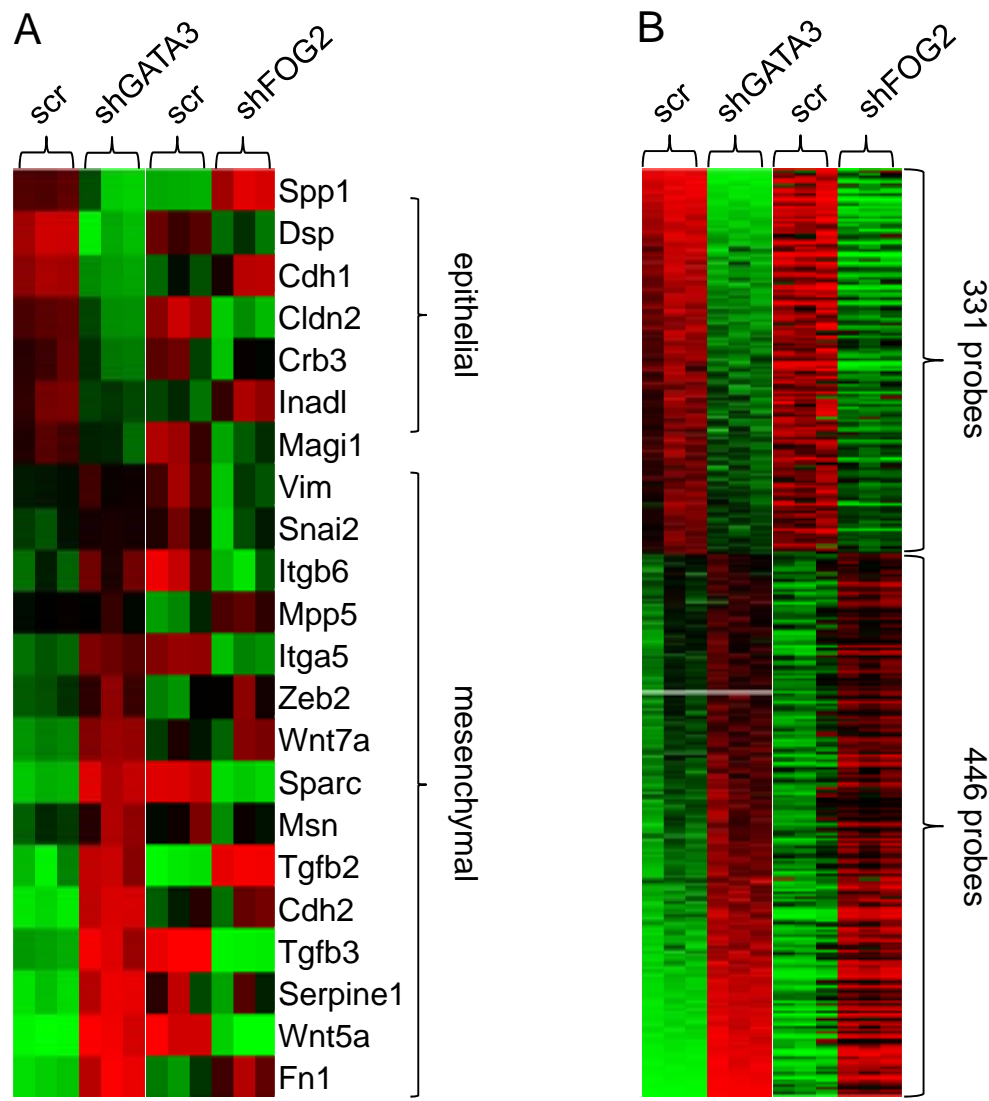 A
scr
shGATA3
scr
shFOG2
Spp1
Dsp
Cdh1
Cldn2
Crb3
Inadl
Magi1
Vim
Snai2
Itgb6
Mpp5
Itga5
Zeb2
Wnt7a
Sparc
Msn
Tgfb2
Cdh2
Tgfb3
Serpine1
Wnt5a
Fn1
epithelial
mesenchymal
B
scr
shGATA3
scr
shFOG2
331 probes
446 probes